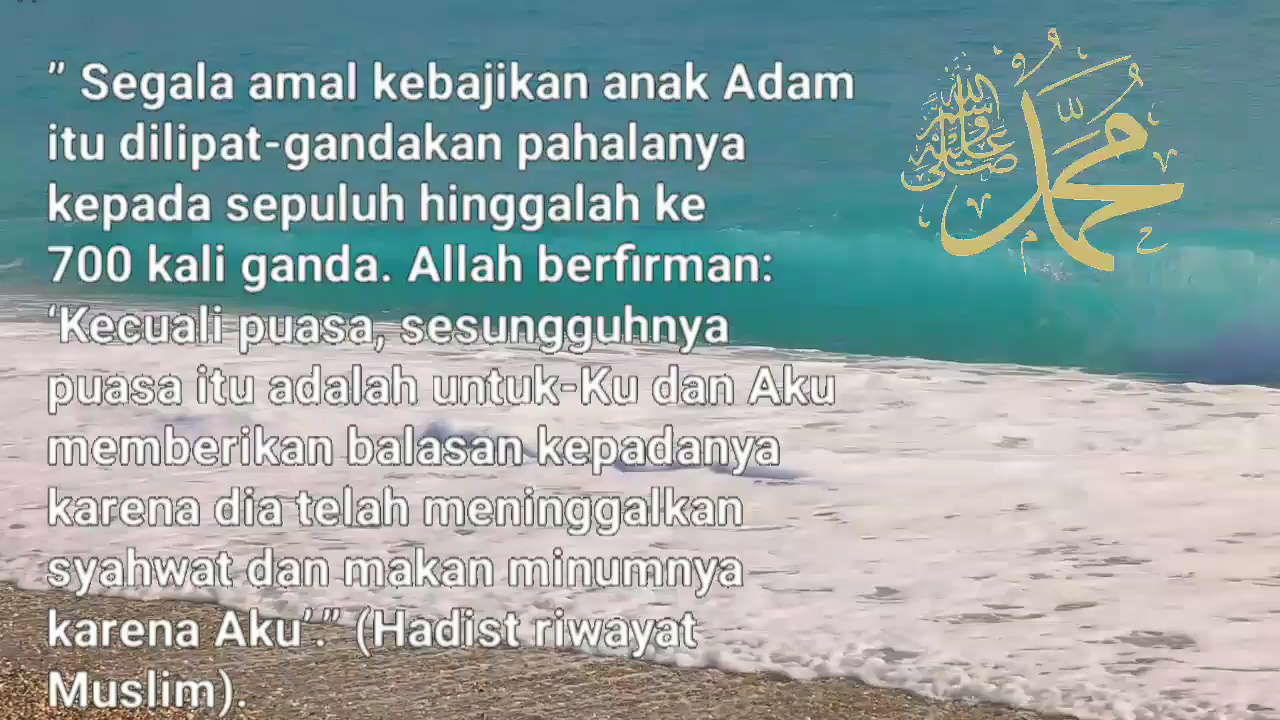 ” Segala amal kebajikan anak Adam
itu dilipat-gandakan pahalanya
kepada sepuluh hinggalah ke
700 kali ganda. Allah berfirman:
‘Kecuali puasa, sesungguhnya
puasa itu adalah untuk-Ku dan Aku
memberikan balasan kepadanya
karena dia telah meninggalkan
syahwat dan makan minumnya
karena Aku’.” (Hadist riwayat
Muslim).
محمد
صلى الله عليه وسلم